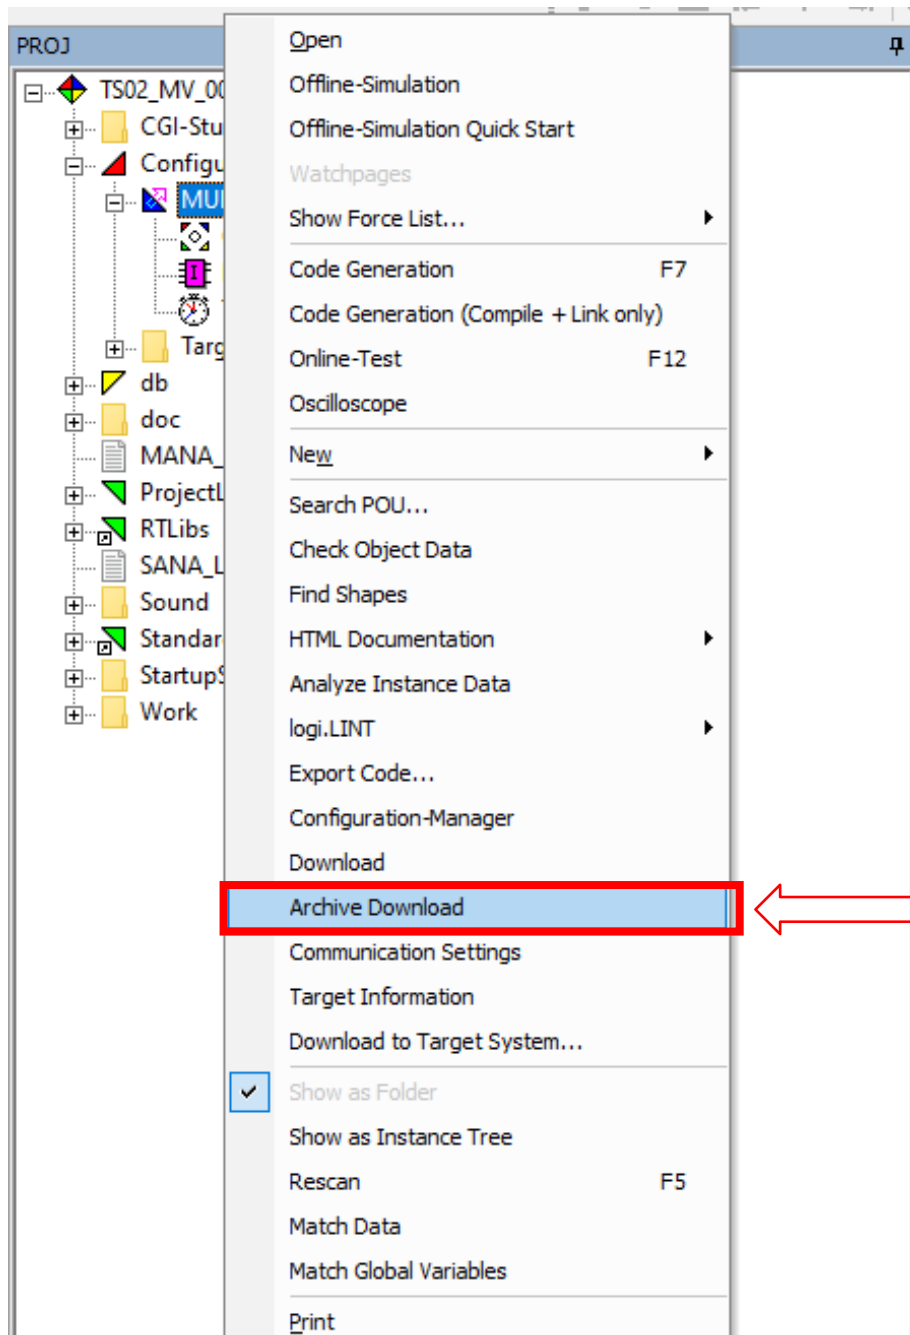 PROJ
TS02_MV_00
CGI-Stu
Configu
MUL
Targ
db
doc
MANA_
ProjectL
RTLibs
SANA_L
Sound
Standar
StartupS
Work
Open
Offline-Simulation
Offline-Simulation Quick Start
Watchpages
Show Force List...
Code Generation F7
Code Generation (Compile + Link only)
Online-Test F12
Oscilloscope
New
Search POU...
Check Object Data
Find Shapes
HTML Documentation
Analyze Instance Data
logi.LINT
Export Code...
Configuration-Manager
Download
Archive Download
Communication Settings
Target Information
Download to Target System...
Show as Folder
Show as Instance Tree
Rescan F5
Match Data
Match Global Variables
Print